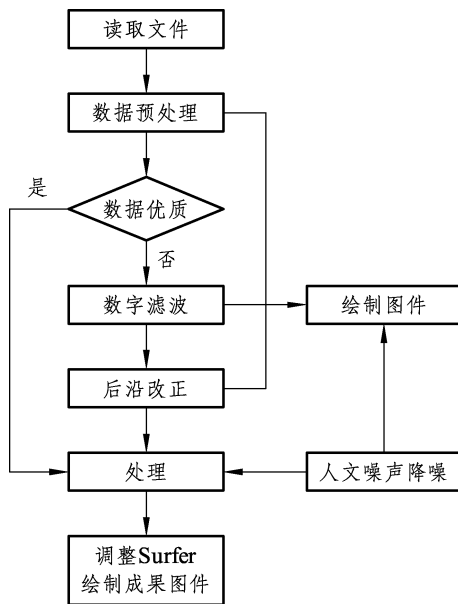 读取文件
数据预处理
是
数据优质
否
数字滤波
绘制图件
后沿改正
处理
人文噪声降噪
调整Surfer
绘制成果图件